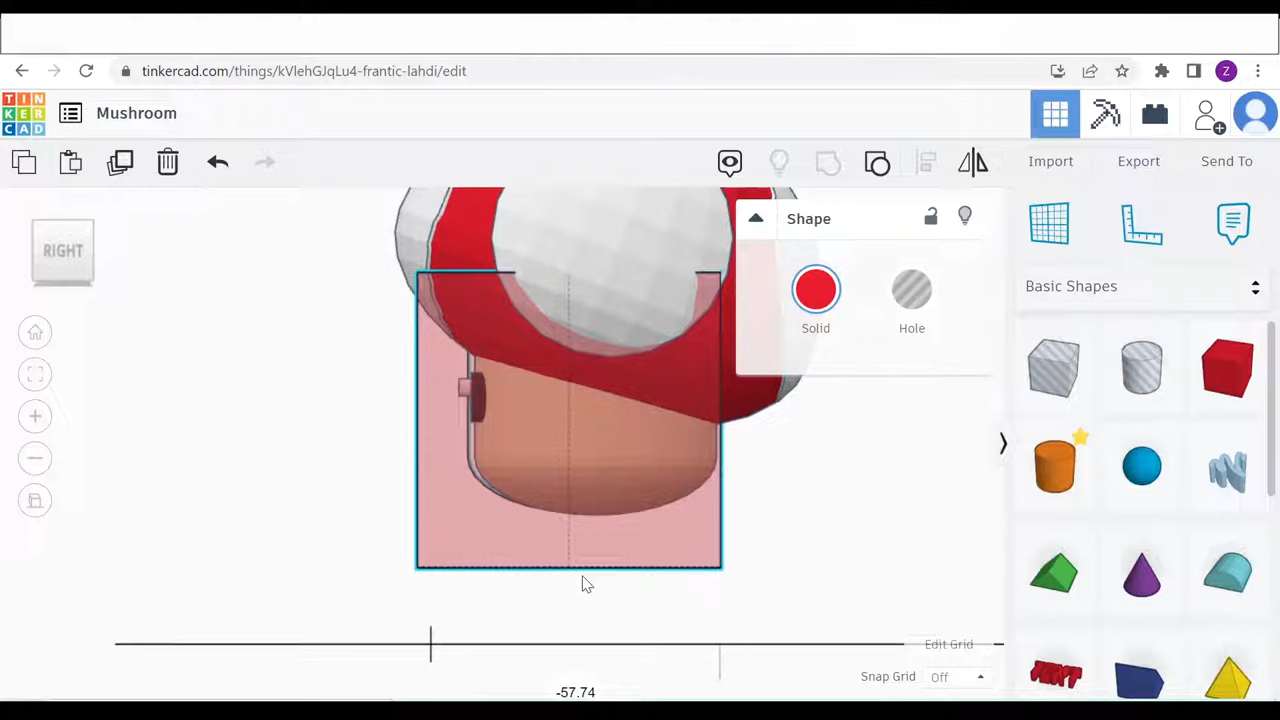 tinkercad.com/things/kVlehGJqLu4-frantic-lahdi/edit
Z
TIN
KER
CAD
Mushroom
Import
Export
Send To
RIGHT
Shape
Solid
Hole
Basic Shapes
Edit Grid
Snap Grid
Off
-57.74